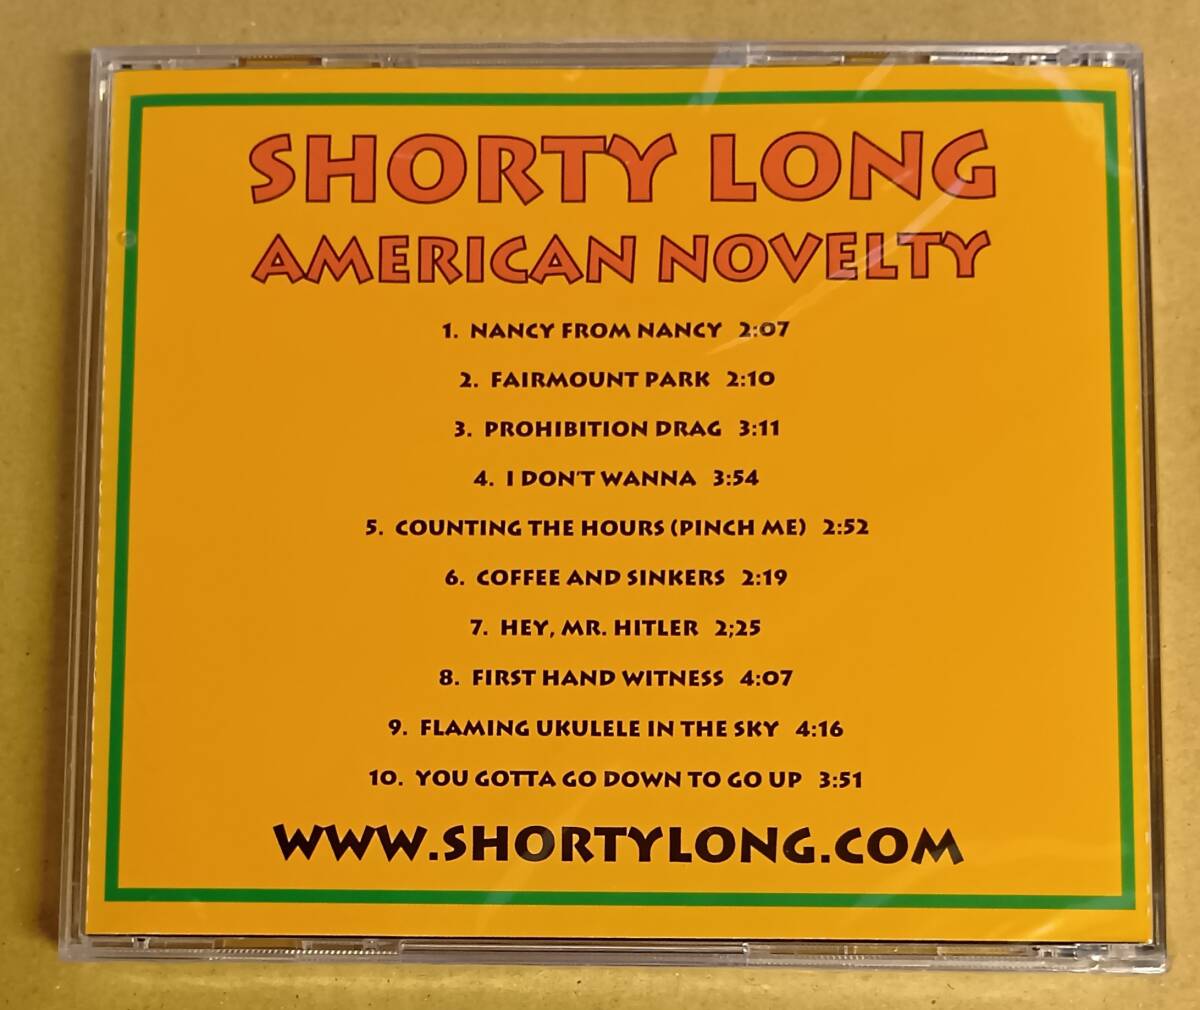 SHORTY LONG
AMERICAN NOVELTY
1. NANCY FROM NANCY 2:07
2. FAIRMOUNT PARK 2:10
3. PROHIBITION DRAG 3:11
4. I DON'T WANNA 3:54
5. COUNTING THE HOURS (PINCH ME) 2:52
6. COFFEE AND SINKERS 2:19
7. HEY, MR. HITLER 2;25
8. FIRST HAND WITNESS 4:07
9. FLAMING UKULELE IN THE SKY 4:16
10. YOU GOTTA GO DOWN TO GO UP 3:51
WWW.SHORTYLONG.COM